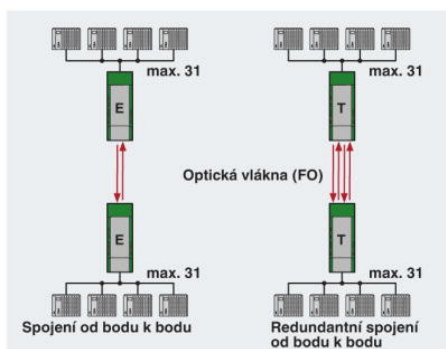 max. 31
max. 31
E
T
Optická vlákna (FO)
E
T
max. 31
max. 31
Spojení od bodu k bodu
Redundantní spojení
od bodu k bodu